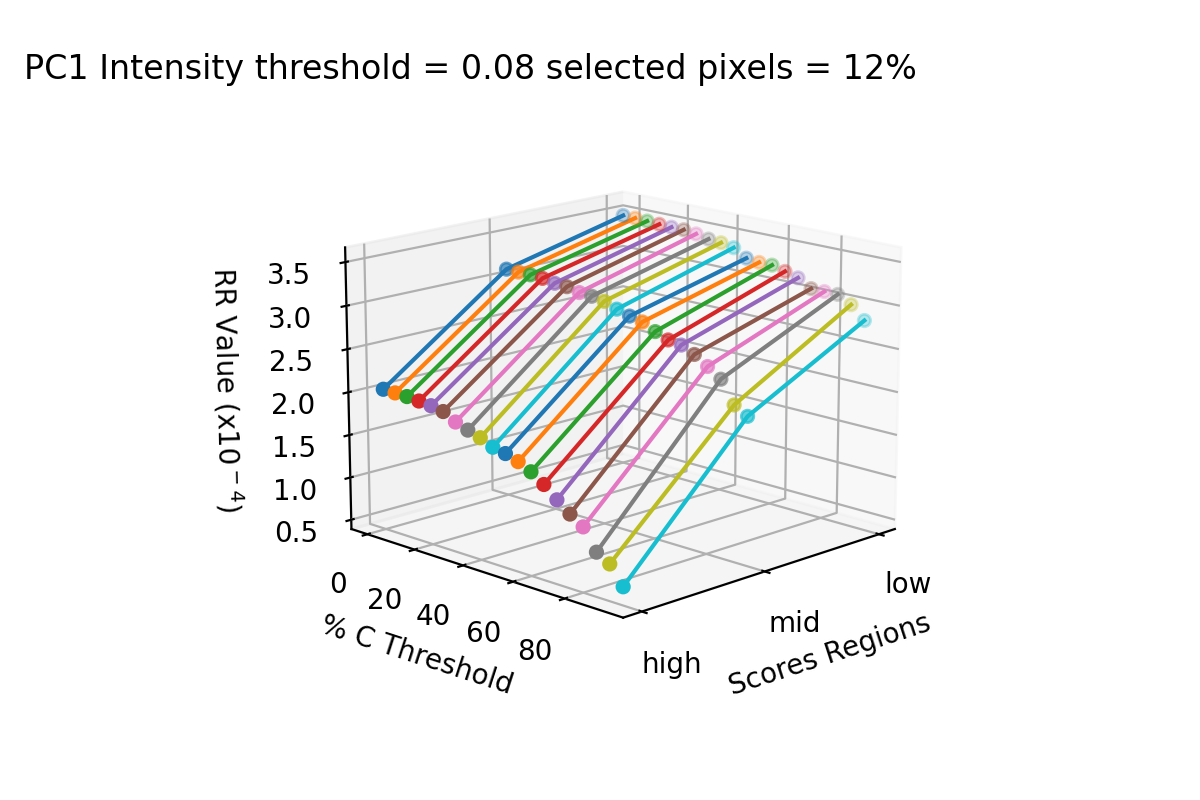 PC1 Intensity threshold = 0.08 selected pixels = 12%
RR Value (x10⁻⁴)
3.5
3.0
2.5
2.0
1.5
1.0
0.5
0
20
40
60
80
% C Threshold
high
mid
low
Scores Regions